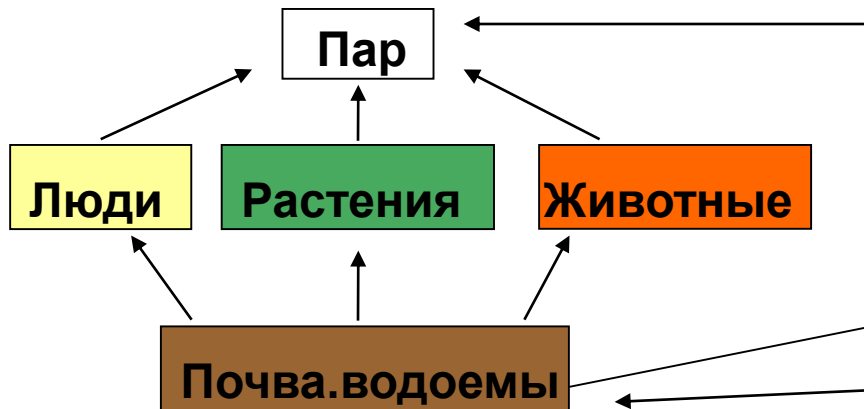 Пар
Люди
Растения
Животные
Почва.водоемы